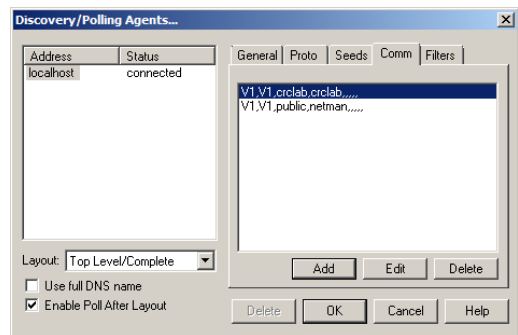 Discovery/Polling Agents...
Address Status
localhost connected
General Proto Seeds Comm Filters
V1,V1,crclab,crclab,,,,,
V1,V1,public,netman,,,,,
Layout: Top Level/Complete
Use full DNS name
Enable Poll After Layout
Add Edit Delete
Delete OK Cancel Help